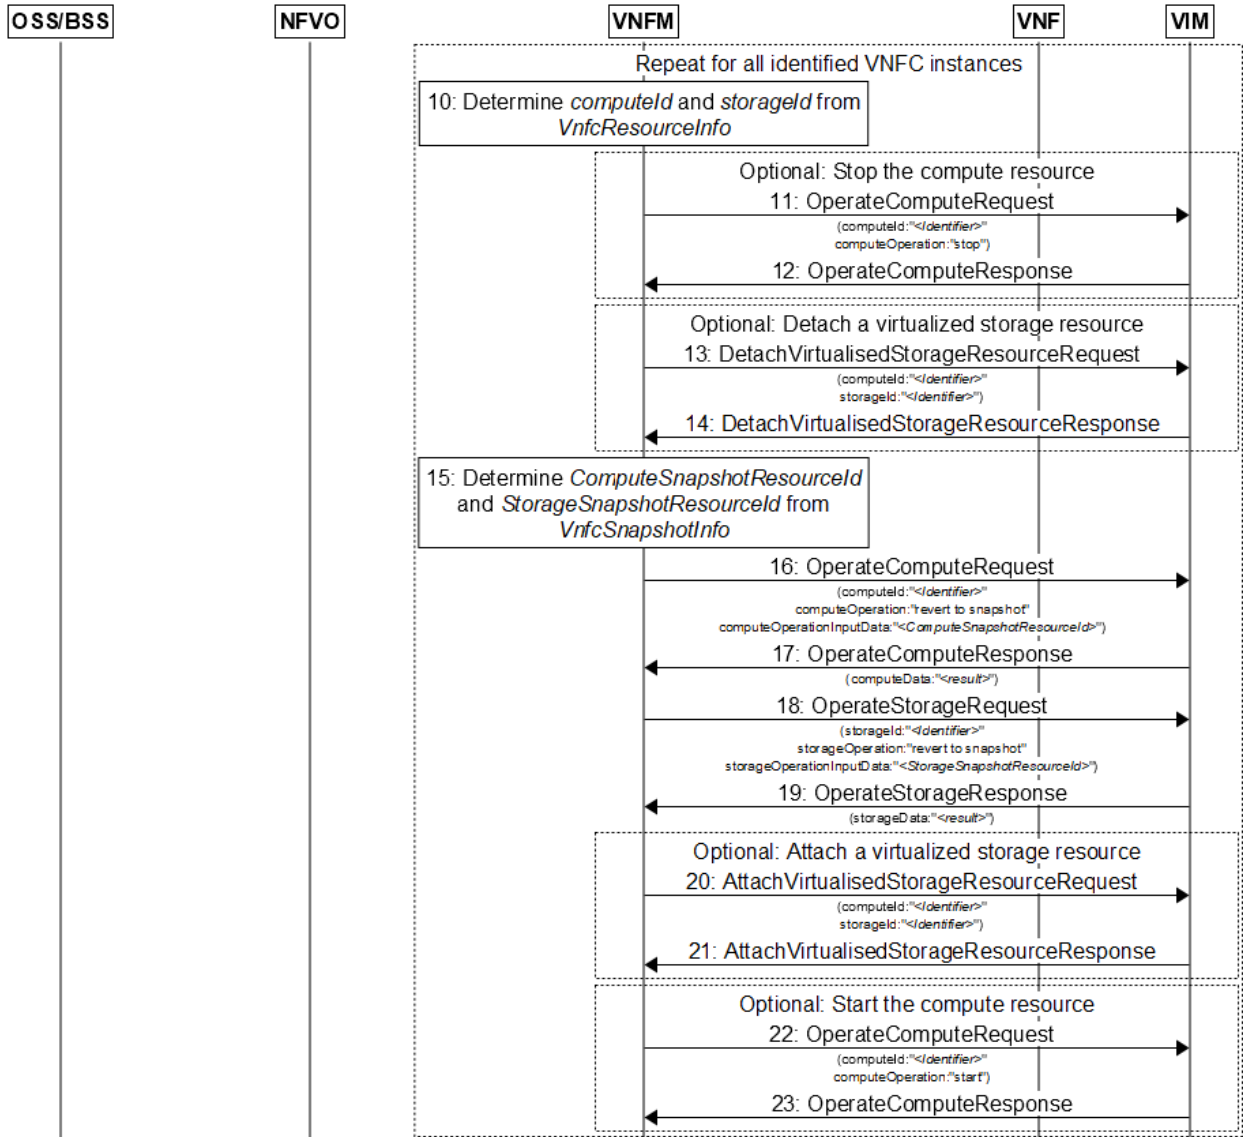 OSS/BSS
NFVO
VNFM
VNF
VIM
Repeat for all identified VNFC instances
10: Determine computeId and storageId from
VnfcResourceInfo
Optional: Stop the compute resource
11: OperateComputeRequest
(computeId:"<Identifier>"
computeOperation:"stop")
12: OperateComputeResponse
Optional: Detach a virtualized storage resource
13: DetachVirtualisedStorageResourceRequest
(computeId:"<Identifier>"
storageId:"<Identifier>")
14: DetachVirtualisedStorageResourceResponse
15: Determine ComputeSnapshotResourceId
and StorageSnapshotResourceId from
VnfcSnapshotInfo
16: OperateComputeRequest
(computeId:"<Identifier>"
computeOperation:"revert to snapshot"
computeOperationInputData:"<ComputeSnapshotResourceId>")
17: OperateComputeResponse
(computeData:"<result>")
18: OperateStorageRequest
(storageId:"<Identifier>"
storageOperation:"revert to snapshot"
storageOperationInputData:"<StorageSnapshotResourceId>")
19: OperateStorageResponse
(storageData:"<result>")
Optional: Attach a virtualized storage resource
20: AttachVirtualisedStorageResourceRequest
(computeId:"<Identifier>"
storageId:"<Identifier>")
21: AttachVirtualisedStorageResourceResponse
Optional: Start the compute resource
22: OperateComputeRequest
(computeId:"<Identifier>"
computeOperation:"start")
23: OperateComputeResponse